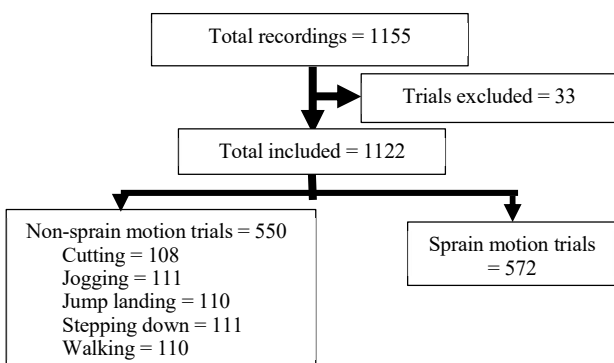 Total recordings = 1155
Trials excluded = 33
Total included = 1122
Non-sprain motion trials = 550
Cutting = 108
Jogging = 111
Jump landing = 110
Stepping down = 111
Walking = 110
Sprain motion trials
= 572